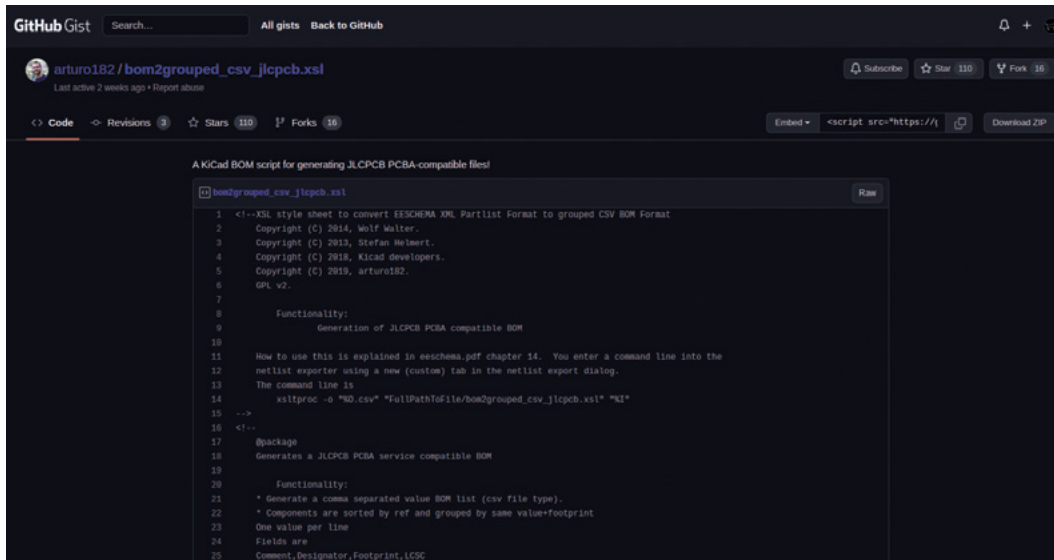 GitHub Gist Search... All gists Back to GitHub
arturo182 / bom2grouped_csv_jlcpcb.xsl Subscribe Star 110 Fork 16
Last active 2 weeks ago • Report abuse
<> Code Revisions 3 Stars 110 Forks 16 Embed <script src="https:// Download ZIP
A KiCad BOM script for generating JLCPCB PCBA-compatible files!
bom2grouped_csv_jlcpcb.xsl Raw
1 <!--XSL style sheet to convert EESCHEMA XML Partlist Format to grouped CSV BOM Format
2 Copyright (C) 2014, Wolf Walter.
3 Copyright (C) 2013, Stefan Helmert.
4 Copyright (C) 2018, Kicad developers.
5 Copyright (C) 2019, arturo182.
6 GPL v2.
7
8 Functionality:
9 Generation of JLCPCB PCBA compatible BOM
10
11 How to use this is explained in eeschema.pdf chapter 14. You enter a command line into the
12 netlist exporter using a new (custom) tab in the netlist export dialog.
13 The command line is
14 xsltproc -o "%O.csv" "FullPathToFile/bom2grouped_csv_jlcpcb.xsl" "%I"
15 -->
16 <!--
17 @package
18 Generates a JLCPCB PCBA service compatible BOM
19
20 Functionality:
21 * Generate a comma separated value BOM list (csv file type).
22 * Components are sorted by ref and grouped by same value+footprint
23 One value per line
24 Fields are
25 Comment,Designator,Footprint,LCSC